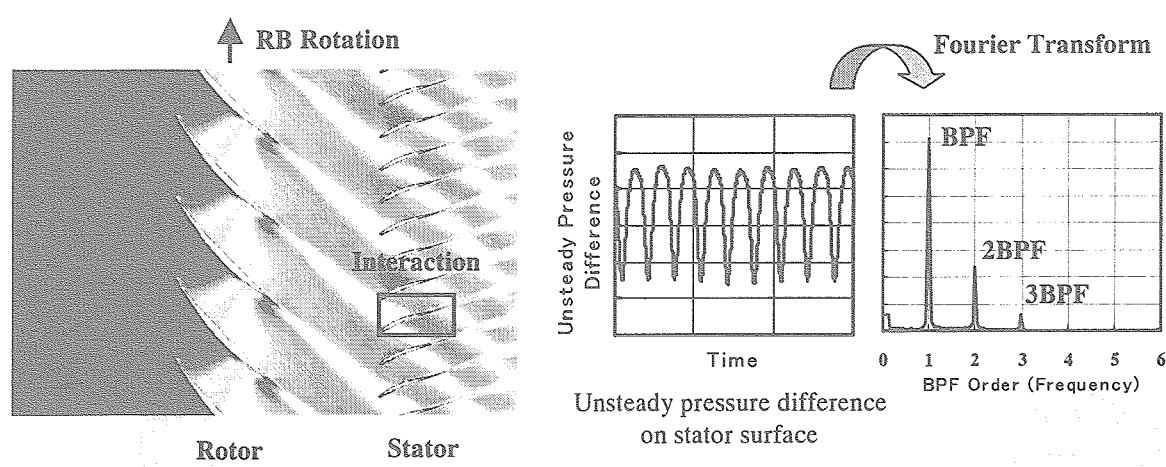 RB Rotation
Interaction
Rotor
Stator
Fourier Transform
Unsteady Pressure
Difference
Time
Unsteady pressure difference
on stator surface
BPF
2BPF
3BPF
0 1 2 3 4 5 6
BPF Order (Frequency)